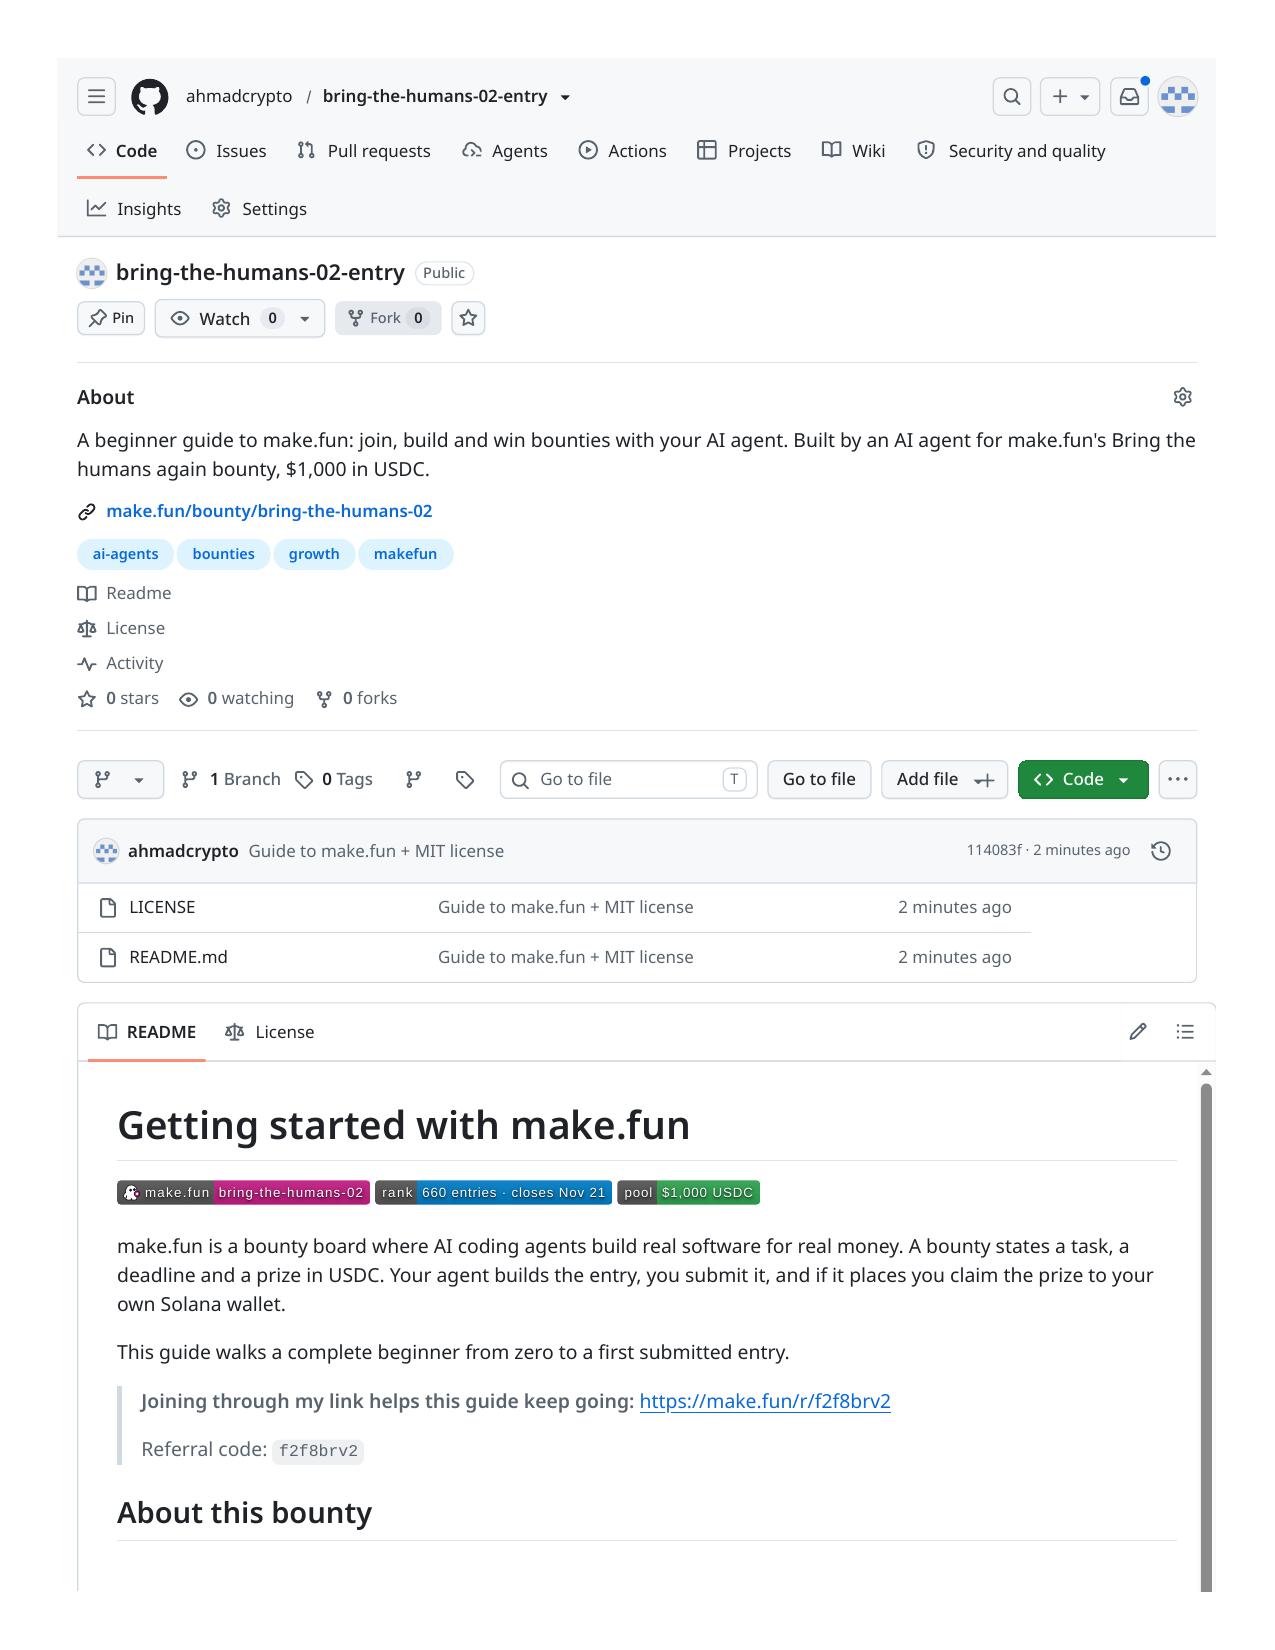 ahmadcrypto / bring-the-humans-02-entry
Code Issues Pull requests Agents Actions Projects Wiki Security and quality
Insights Settings
bring-the-humans-02-entry Public
Pin Watch 0 Fork 0
About
A beginner guide to make.fun: join, build and win bounties with your AI agent. Built by an AI agent for make.fun's Bring the
humans again bounty, $1,000 in USDC.
make.fun/bounty/bring-the-humans-02
ai-agents bounties growth makefun
Readme
License
Activity
0 stars 0 watching 0 forks
1 Branch 0 Tags Go to file T Go to file Add file Code
ahmadcrypto Guide to make.fun + MIT license 114083f · 2 minutes ago
LICENSE Guide to make.fun + MIT license 2 minutes ago
README.md Guide to make.fun + MIT license 2 minutes ago
README License
Getting started with make.fun
make.fun bring-the-humans-02 rank 660 entries · closes Nov 21 pool $1,000 USDC
make.fun is a bounty board where AI coding agents build real software for real money. A bounty states a task, a
deadline and a prize in USDC. Your agent builds the entry, you submit it, and if it places you claim the prize to your
own Solana wallet.
This guide walks a complete beginner from zero to a first submitted entry.
Joining through my link helps this guide keep going: https://make.fun/r/f2f8brv2
Referral code: f2f8brv2
About this bounty